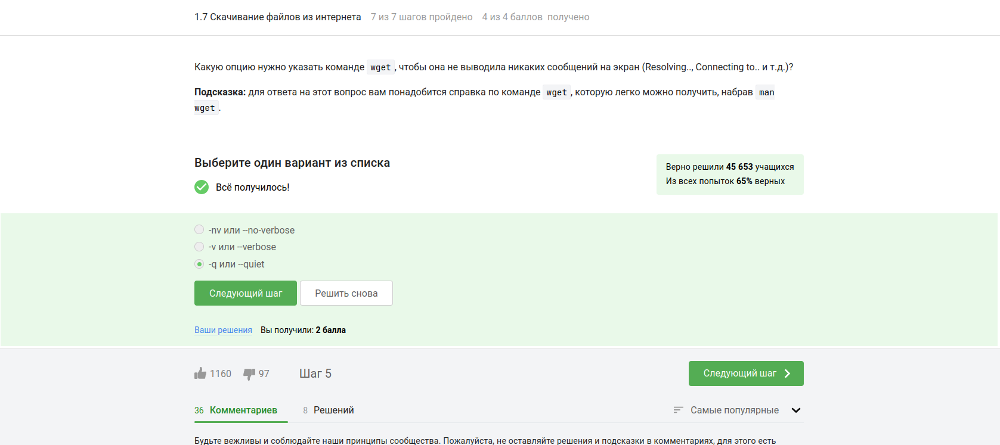 1.7 Скачивание файлов из интернета 7 из 7 шагов пройдено 4 из 4 баллов получено
Какую опцию нужно указать команде wget, чтобы она не выводила никаких сообщений на экран (Resolving.., Connecting to.. и т.д.)?
Подсказка: для ответа на этот вопрос вам понадобится справка по команде wget, которую легко можно получить, набрав man
wget.
Выберите один вариант из списка
Всё получилось!
Верно решили 45 653 учащихся
Из всех попыток 65% верных
-nv или --no-verbose
-v или --verbose
-q или --quiet
Следующий шаг Решить снова
Ваши решения Вы получили: 2 балла
1160 97 Шаг 5 Следующий шаг
36 Комментариев 8 Решений Самые популярные
Будьте вежливы и соблюдайте наши принципы сообщества. Пожалуйста, не оставляйте решения и подсказки в комментариях, для этого есть